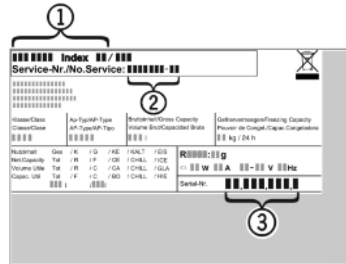 1
Index /
Service-Nr./No.Service: -
2
Klasse/Class Ap-Typ/AP-Type Bruttoinhalt/Gross Capacity Gefriervermoegen/Freezing Capacity
Classe/Clase AP-Type/AP-Tipo Volume Brut/Capacidad Bruta Pouvoir de Congel./Capac.Congeladora
kg / 24 h
Nutzinhalt Ges / K / G / KE / KALT / EIS
Net.Capacity Tot / R / F / CE / CHILL / ICE
Volume Utile Tot / R / C / CA / CHILL / GLA
Capac. Util Tot / F / C / BO / CHILL / HIE
R : g
W A - V Hz
Serial-Nr. , , ,
3